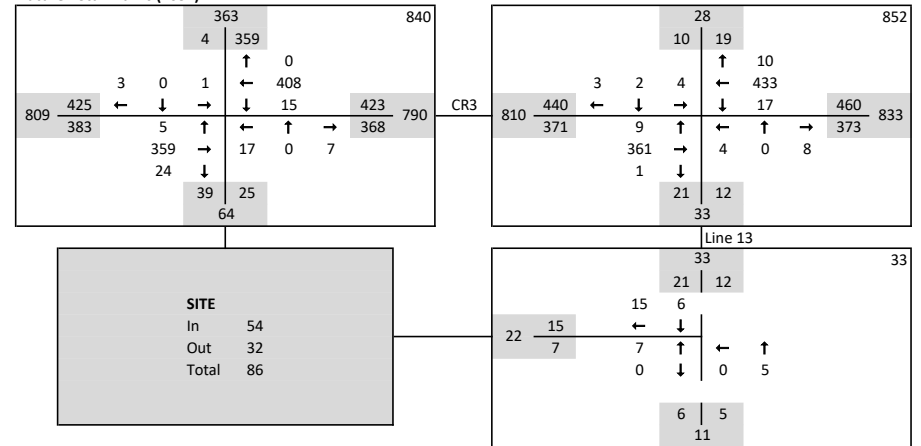 363 840
4 359
↑ 0
3 0 1 ← 408
809 425 ← ↓ → ↓ 15 423 790
383 5 ↑ ← ↑ → 368
359 → 17 0 7
24 ↓
39 25
64
CR3
28 852
10 19
↑ 10
3 2 4 ← 433
810 440 ← ↓ → ↓ 17 460 833
371 9 ↑ ← ↑ → 373
361 → 4 0 8
1 ↓
21 12
33
Line 13
SITE
In 54
Out 32
Total 86
33 33
21 12
15 6
22 15 ← ↓
7 7 ↑ ← ↑
0 ↓ 0 5
6 5
11